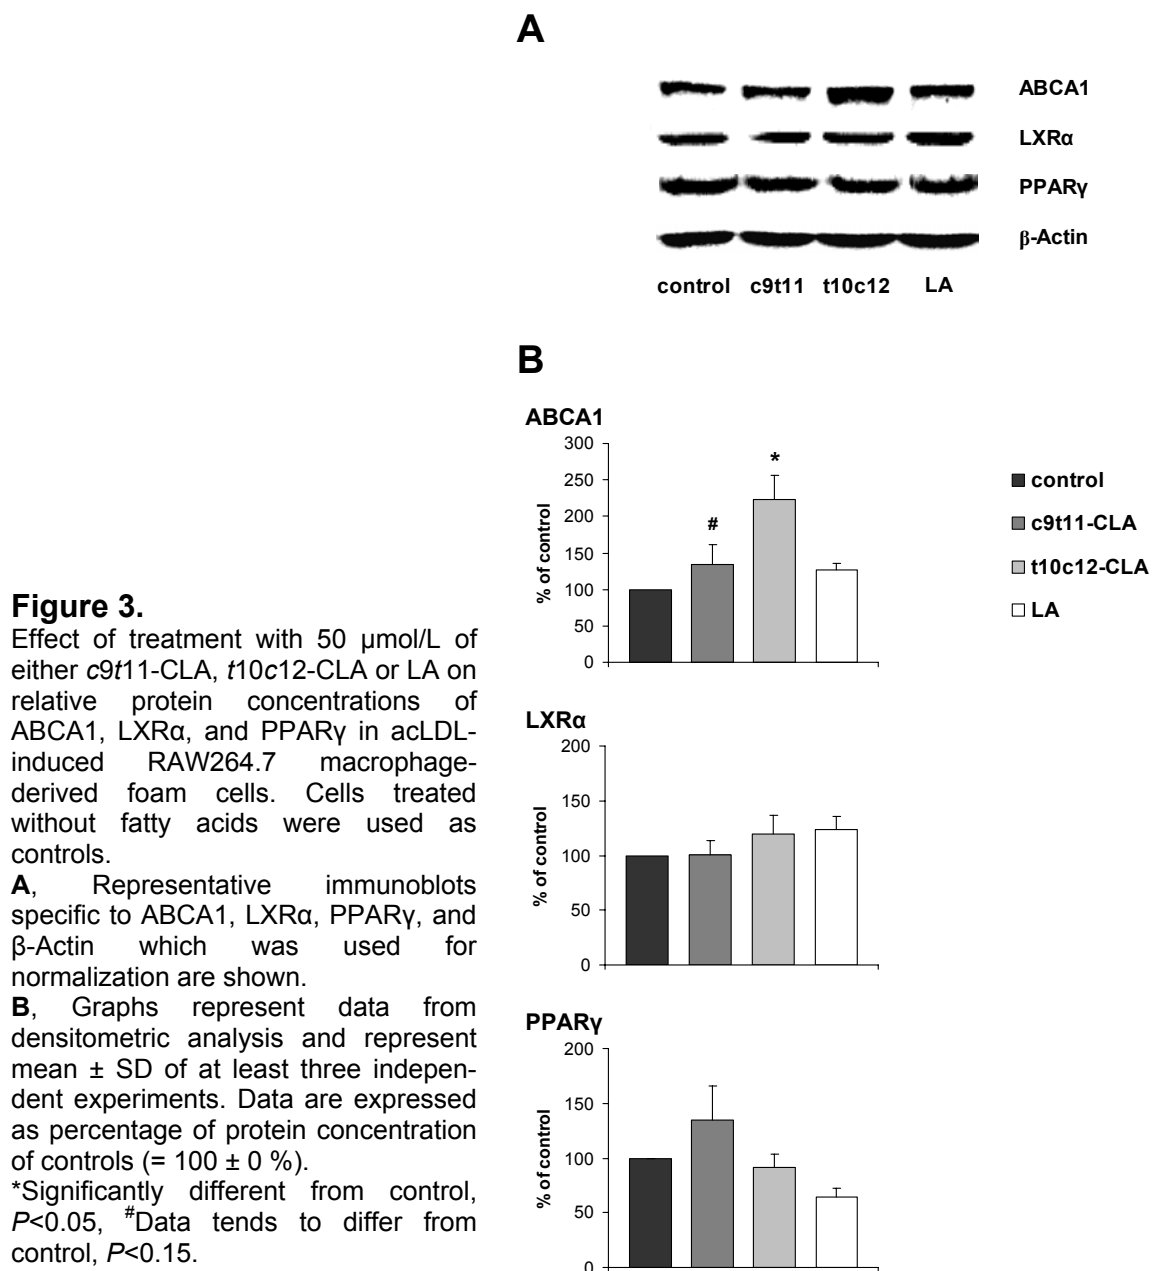 A
ABCA1
LXRα
PPARγ
β-Actin
control c9t11 t10c12 LA
B
ABCA1
300
250
200
150
100
50
0
% of control
#
*
control
c9t11-CLA
t10c12-CLA
LA
LXRα
200
150
100
50
0
% of control
PPARγ
200
150
100
50
0
% of control
Figure 3.
Effect of treatment with 50 µmol/L of
either c9t11-CLA, t10c12-CLA or LA on
relative protein concentrations of
ABCA1, LXRα, and PPARγ in acLDL-
induced RAW264.7 macrophage-
derived foam cells. Cells treated
without fatty acids were used as
controls.
A, Representative immunoblots
specific to ABCA1, LXRα, PPARγ, and
β-Actin which was used for
normalization are shown.
B, Graphs represent data from
densitometric analysis and represent
mean ± SD of at least three indepen-
dent experiments. Data are expressed
as percentage of protein concentration
of controls (= 100 ± 0 %).
*Significantly different from control,
P<0.05, #Data tends to differ from
control, P<0.15.